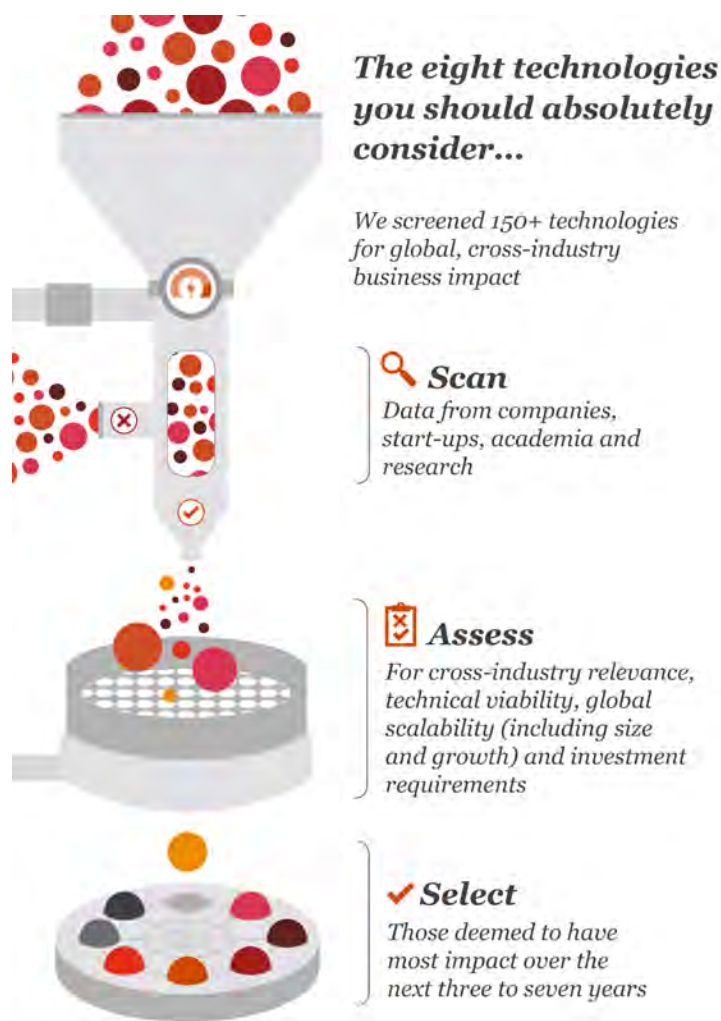 The eight technologies
you should absolutely
consider...
We screened 150+ technologies
for global, cross-industry
business impact
Scan
Data from companies,
start-ups, academia and
research
Assess
For cross-industry relevance,
technical viability, global
scalability (including size
and growth) and investment
requirements
Select
Those deemed to have
most impact over the
next three to seven years